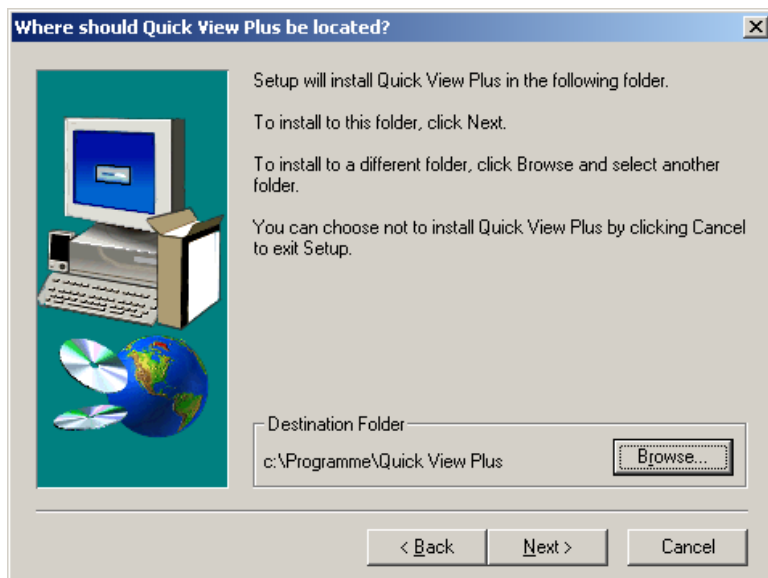 Where should Quick View Plus be located?
Setup will install Quick View Plus in the following folder.
To install to this folder, click Next.
To install to a different folder, click Browse and select another
folder.
You can choose not to install Quick View Plus by clicking Cancel
to exit Setup.
Destination Folder
c:\Programme\Quick View Plus
Browse...
< Back
Next >
Cancel